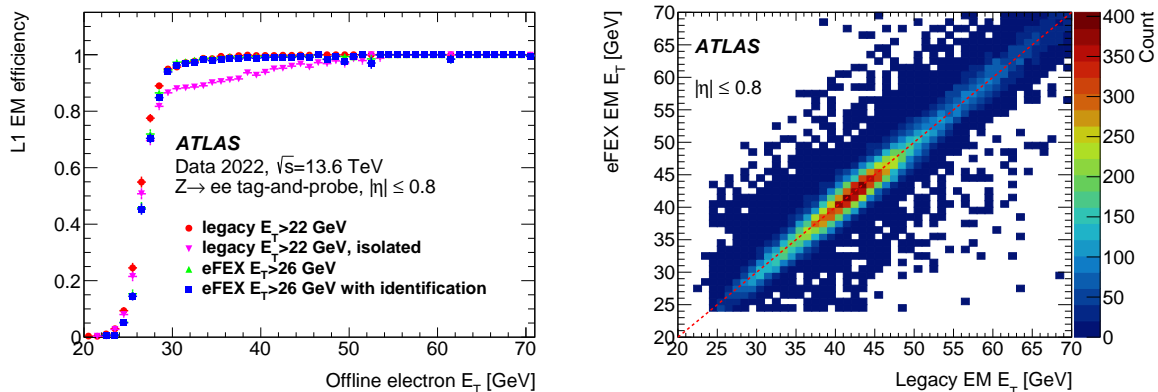 L1 EM efficiency
1
0.8
0.6
0.4
0.2
0
ATLAS
Data 2022, √s=13.6 TeV
Z→ ee tag-and-probe, |η| ≤ 0.8
legacy E_T>22 GeV
legacy E_T>22 GeV, isolated
eFEX E_T>26 GeV
eFEX E_T>26 GeV with identification
20 30 40 50 60 70
Offline electron E_T [GeV]
eFEX EM E_T [GeV]
70
65
60
55
50
45
40
35
30
25
20
ATLAS
|η| ≤ 0.8
20 25 30 35 40 45 50 55 60 65 70
Legacy EM E_T [GeV]
400
350
300
250
200
150
100
50
0
Count